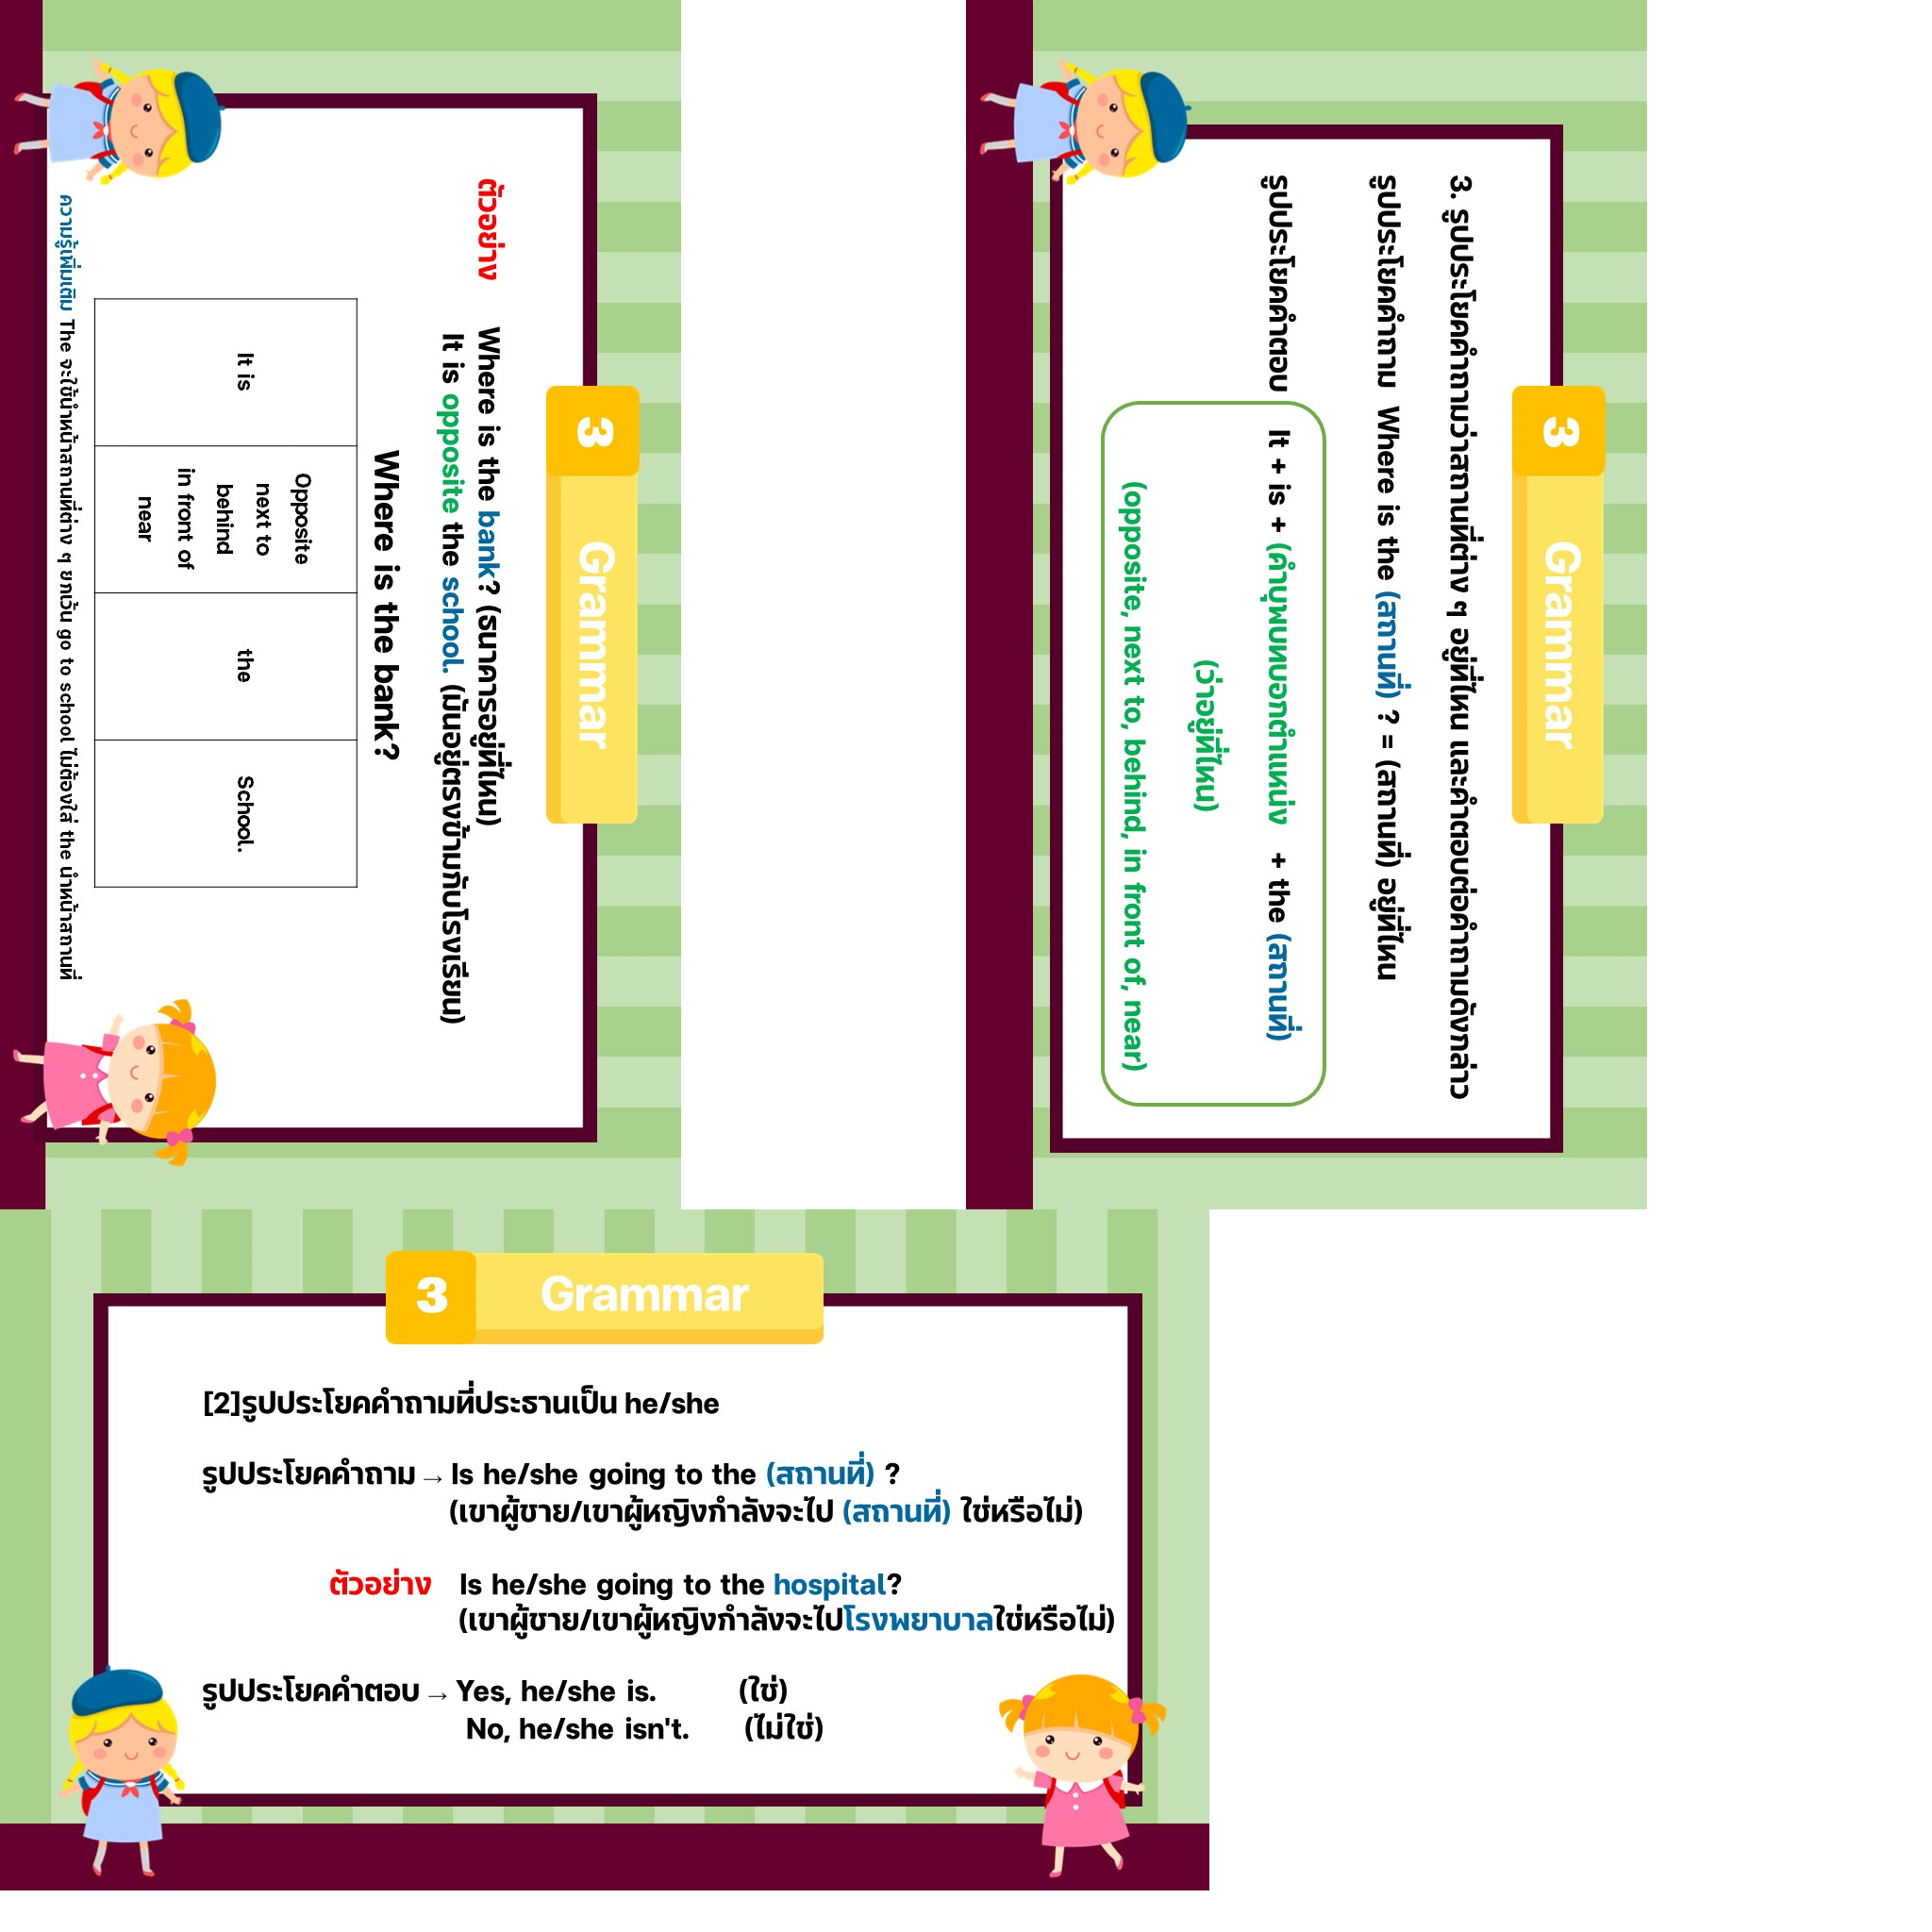 3 Grammar
ตัวอย่าง Where is the bank? (ธนาคารอยู่ที่ไหน)
It is opposite the school. (มันอยู่ตรงข้ามกับโรงเรียน)
Where is the bank?
It is
Opposite
next to
behind
in front of
near
the
School.
ความรู้เพิ่มเติม The จะใช้นำหน้าสถานที่ต่าง ๆ ยกเว้น go to school ไม่ต้องใส่ the นำหน้าสถานที่
3 Grammar
3. รูปประโยคคำถามว่าสถานที่ต่าง ๆ อยู่ที่ไหน และคำตอบต่อคำถามดังกล่าว
รูปประโยคคำถาม Where is the (สถานที่) ? = (สถานที่) อยู่ที่ไหน
รูปประโยคคำตอบ It + is + (คำบุพบทบอกตำแหน่ง + the (สถานที่)
(ว่าอยู่ที่ไหน)
(opposite, next to, behind, in front of, near)
3 Grammar
[2]รูปประโยคคำถามที่ประธานเป็น he/she
รูปประโยคคำถาม → Is he/she going to the (สถานที่) ?
(เขาผู้ชาย/เขาผู้หญิงกำลังจะไป (สถานที่) ใช่หรือไม่)
ตัวอย่าง Is he/she going to the hospital?
(เขาผู้ชาย/เขาผู้หญิงกำลังจะไปโรงพยาบาลใช่หรือไม่)
รูปประโยคคำตอบ → Yes, he/she is. (ใช่)
No, he/she isn't. (ไม่ใช่)